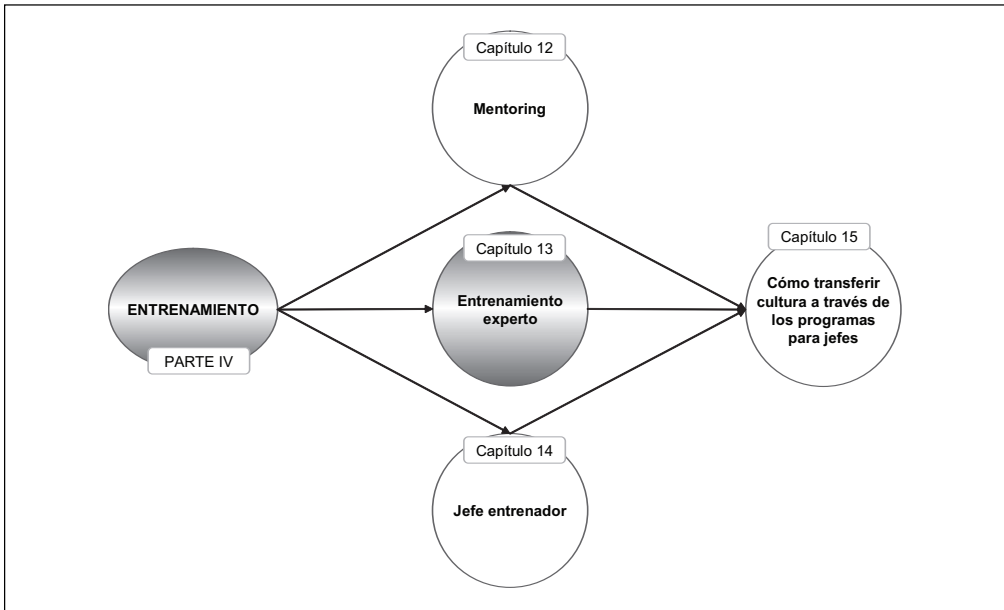 Capítulo 12
Mentoring
ENTRENAMIENTO
PARTE IV
Capítulo 13
Entrenamiento
experto
Capítulo 15
Cómo transferir
cultura a través de
los programas
para jefes
Capítulo 14
Jefe entrenador